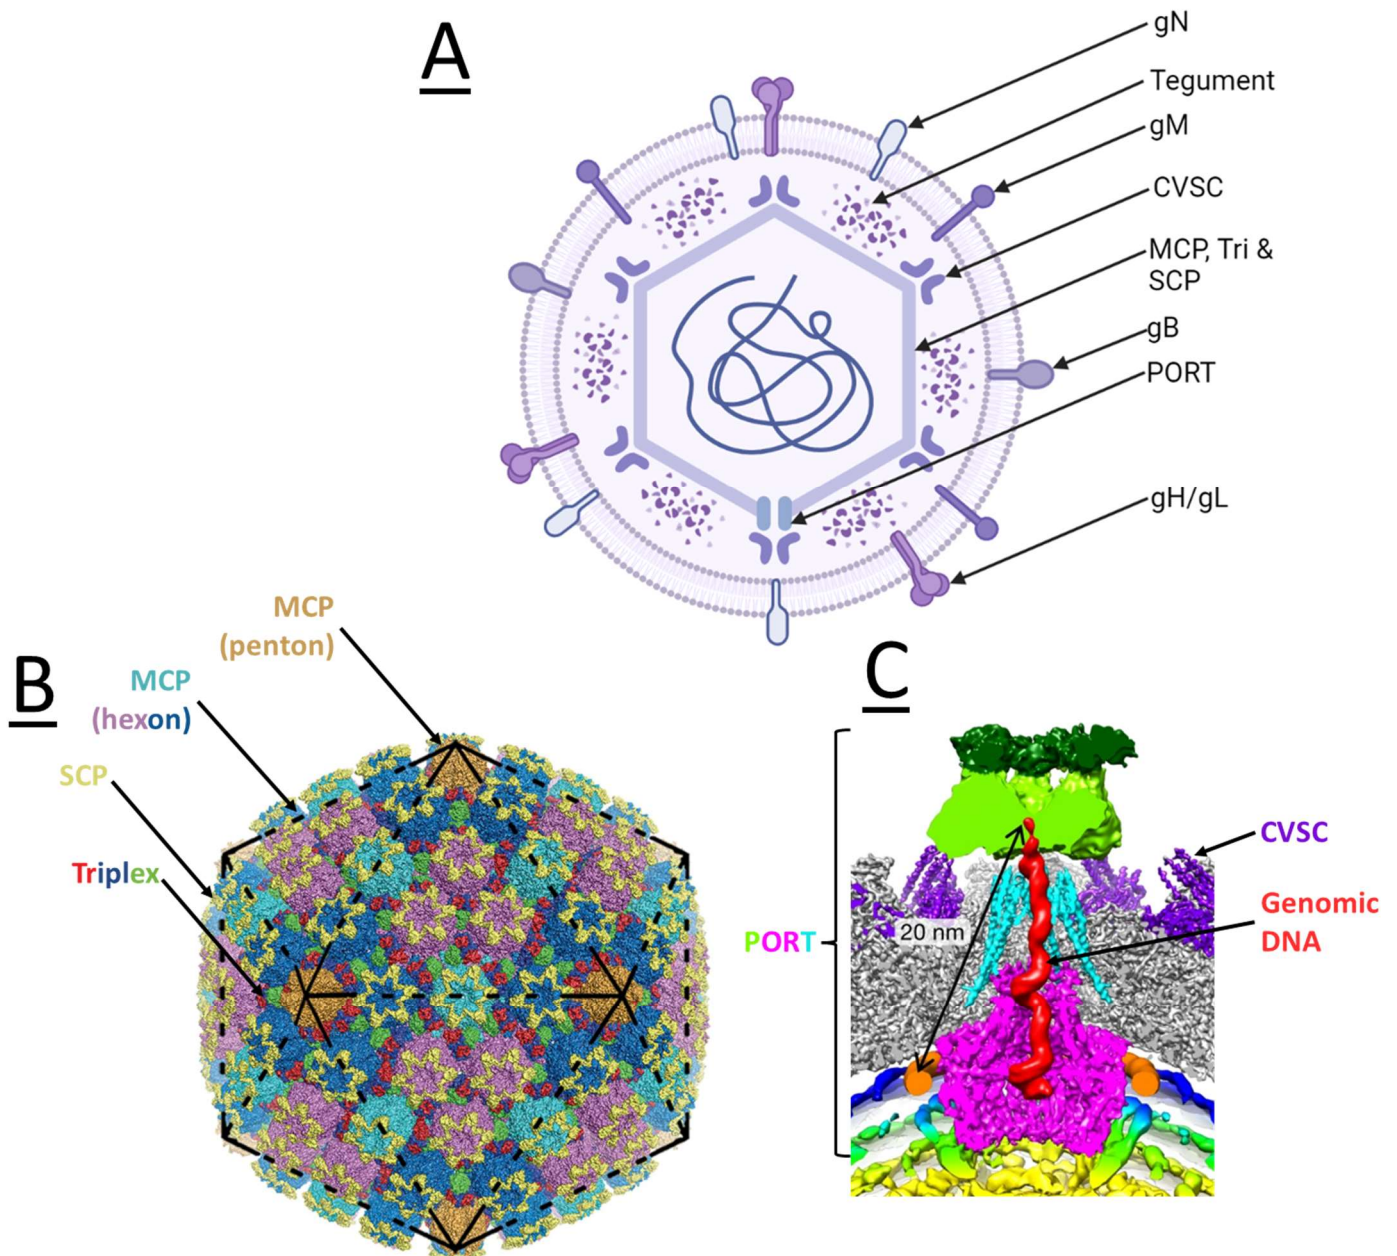 A
gN
Tegument
gM
CVSC
MCP, Tri &
SCP
gB
PORT
gH/gL
B
MCP
(penton)
MCP
(hexon)
SCP
Triplex
C
CVSC
Genomic
DNA
PORT
20 nm